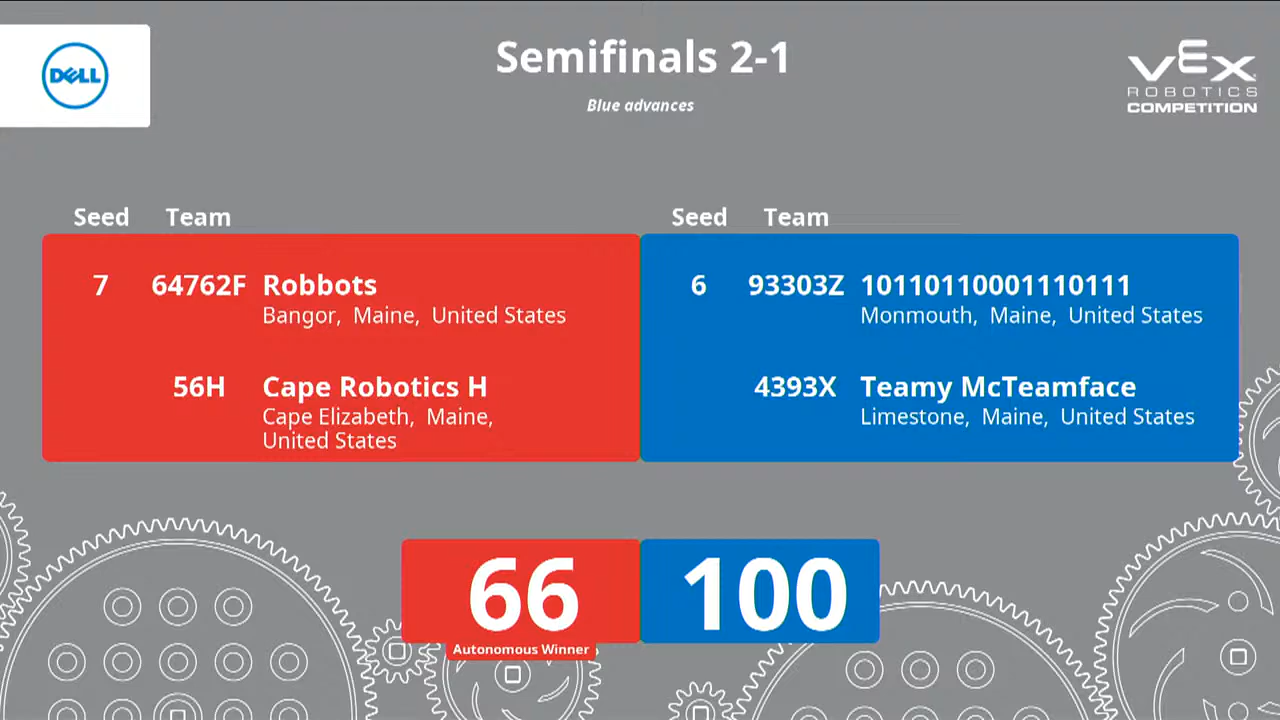 DELL
Semifinals 2-1
Blue advances
VEX
ROBOTICS
COMPETITION
Seed Team
7 64762F Robbots
Bangor, Maine, United States
56H Cape Robotics H
Cape Elizabeth, Maine,
United States
Seed Team
6 93303Z 10110110001110111
Monmouth, Maine, United States
4393X Teamy McTeamface
Limestone, Maine, United States
66
Autonomous Winner
100